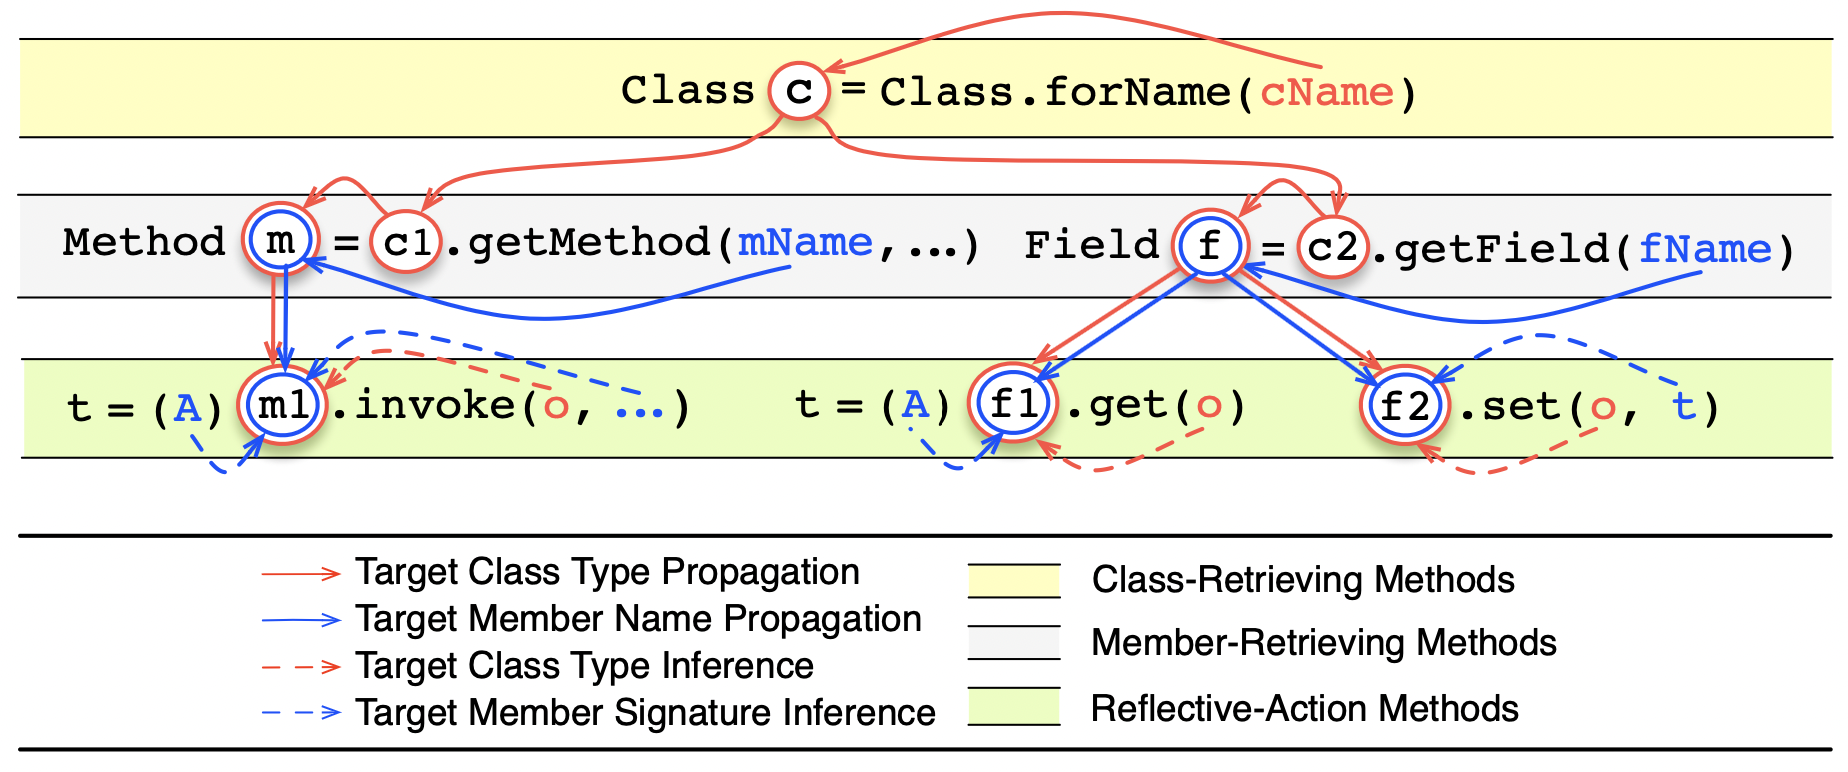 Class c = Class.forName(cName)
Method m = c1.getMethod(mName,...) Field f = c2.getField(fName)
t = (A) m1.invoke(o, ...) t = (A) f1.get(o) f2.set(o, t)
Target Class Type Propagation
Target Member Name Propagation
Target Class Type Inference
Target Member Signature Inference
Class-Retrieving Methods
Member-Retrieving Methods
Reflective-Action Methods